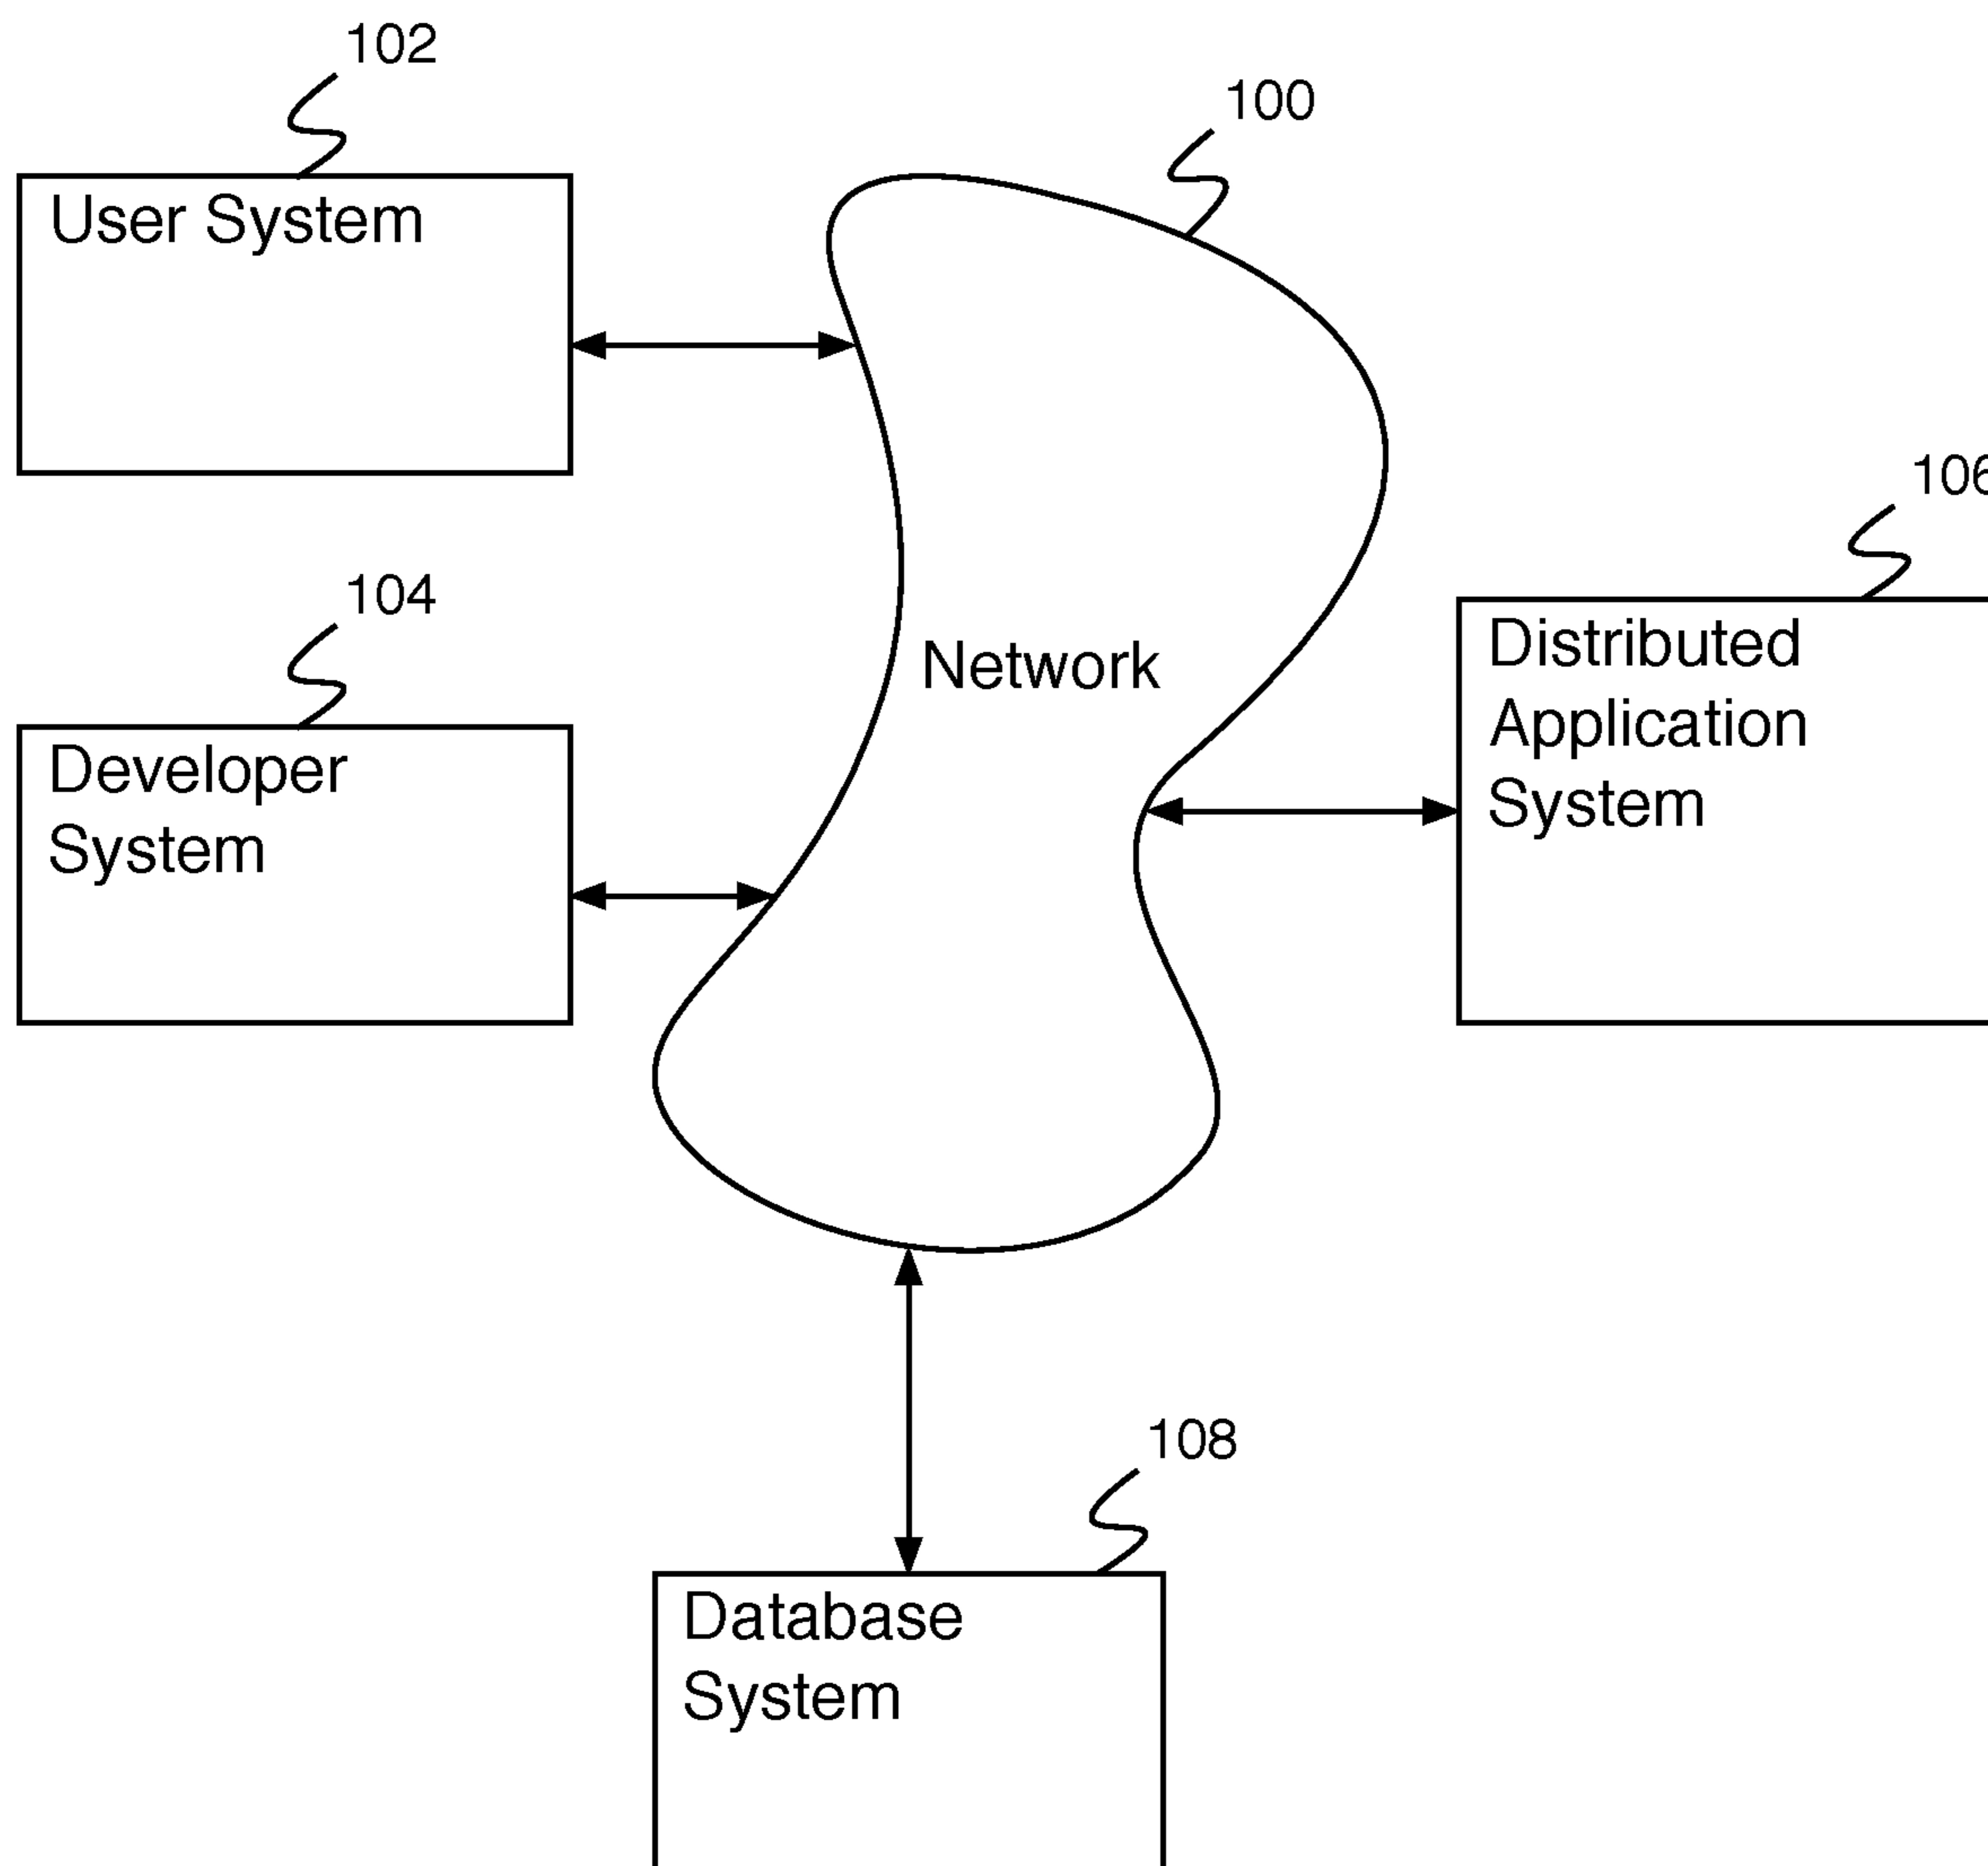 102
100
User System
106
104
Distributed
Application
System
Network
Developer
System
108
Database
System